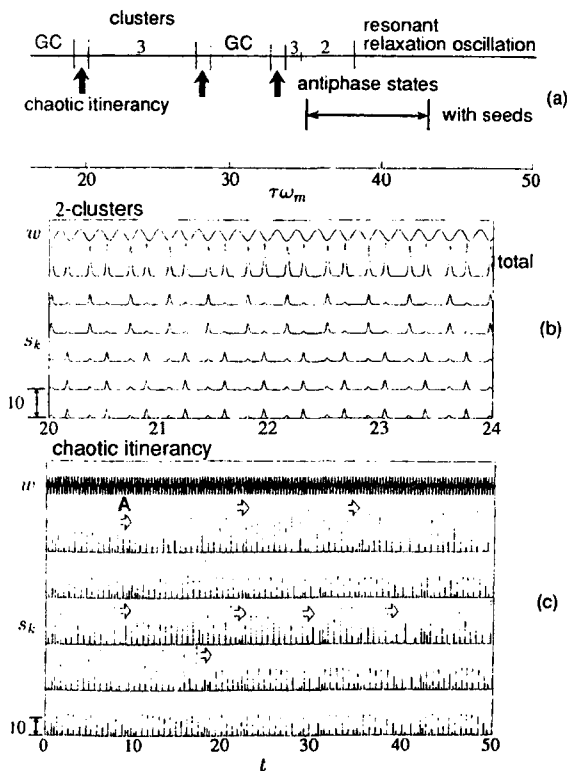 clusters
resonant
relaxation oscillation
GC 3 GC 3 2
chaotic itinerancy
antiphase states
with seeds
(a)
20 30 40 50
τω_m
2-clusters
w
total
s_k
(b)
10
20 21 22 23 24
chaotic itinerancy
w
A
s_k
(c)
10
0 10 20 30 40 50
t